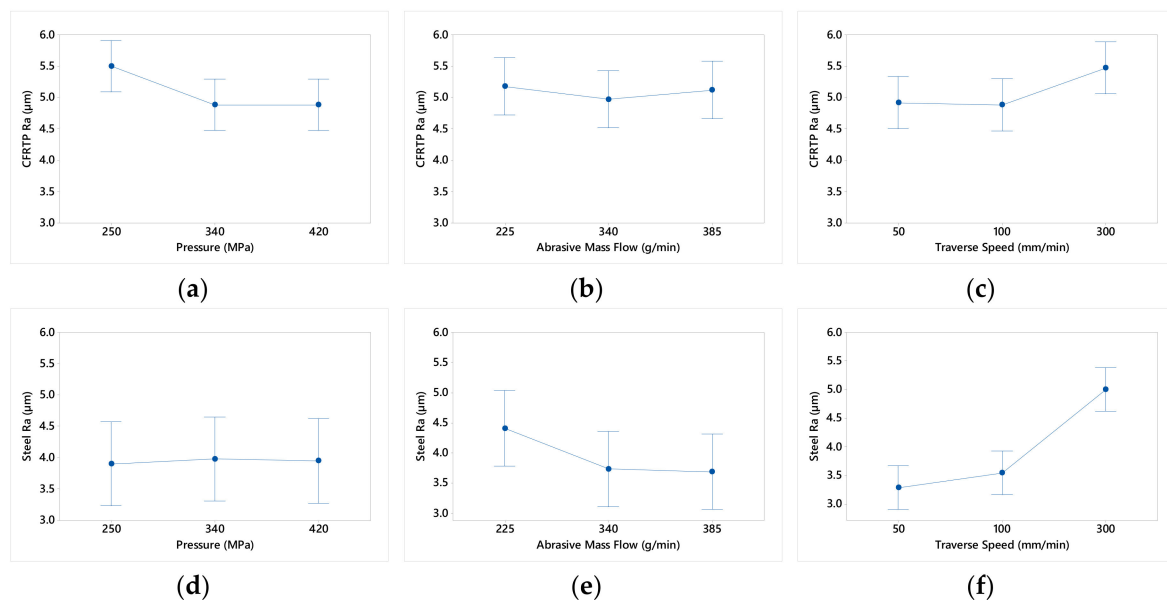 6.0
5.5
5.0
4.5
4.0
3.5
3.0
CFRTP Ra (µm)
250 340 420
Pressure (MPa)
(a)
6.0
5.5
5.0
4.5
4.0
3.5
3.0
CFRTP Ra (µm)
225 340 385
Abrasive Mass Flow (g/min)
(b)
6.0
5.5
5.0
4.5
4.0
3.5
3.0
CFRTP Ra (µm)
50 100 300
Traverse Speed (mm/min)
(c)
6.0
5.5
5.0
4.5
4.0
3.5
3.0
Steel Ra (µm)
250 340 420
Pressure (MPa)
(d)
6.0
5.5
5.0
4.5
4.0
3.5
3.0
Steel Ra (µm)
225 340 385
Abrasive Mass Flow (g/min)
(e)
6.0
5.5
5.0
4.5
3.5
3.0
Steel Ra (µm)
50 100 300
Traverse Speed (mm/min)
(f)